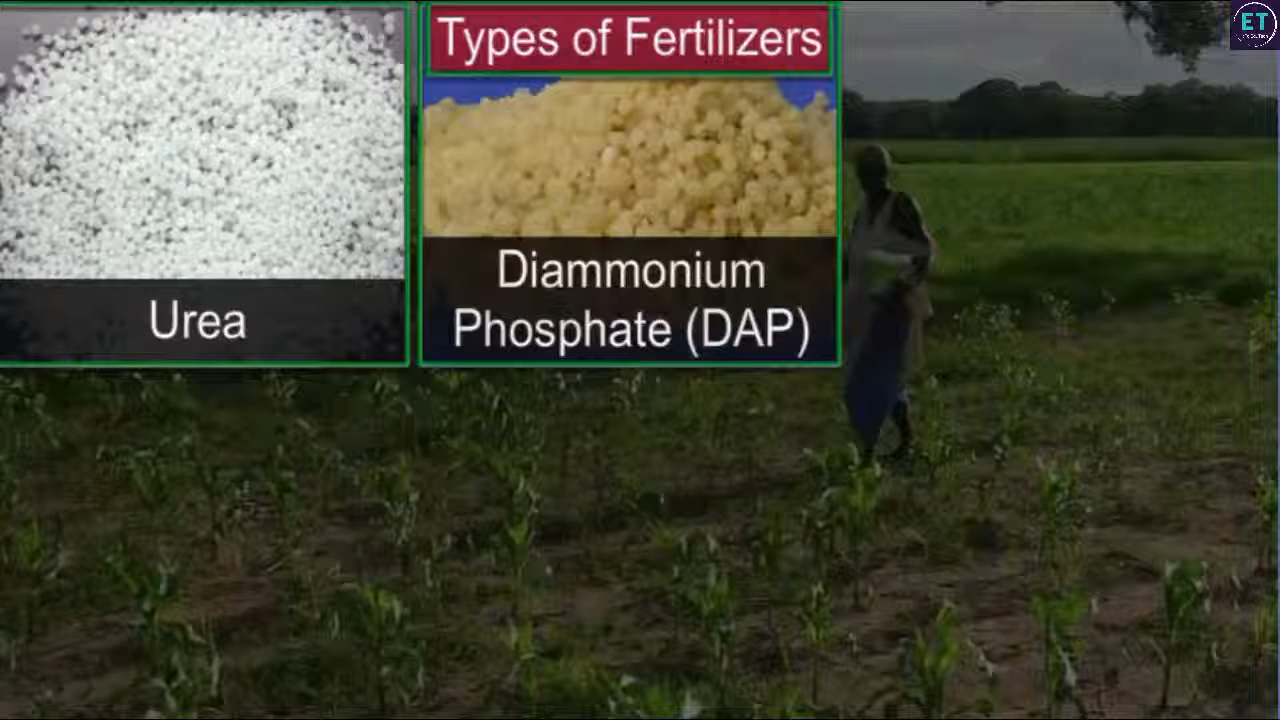 Types of Fertilizers
Urea
Diammonium
Phosphate (DAP)
ET